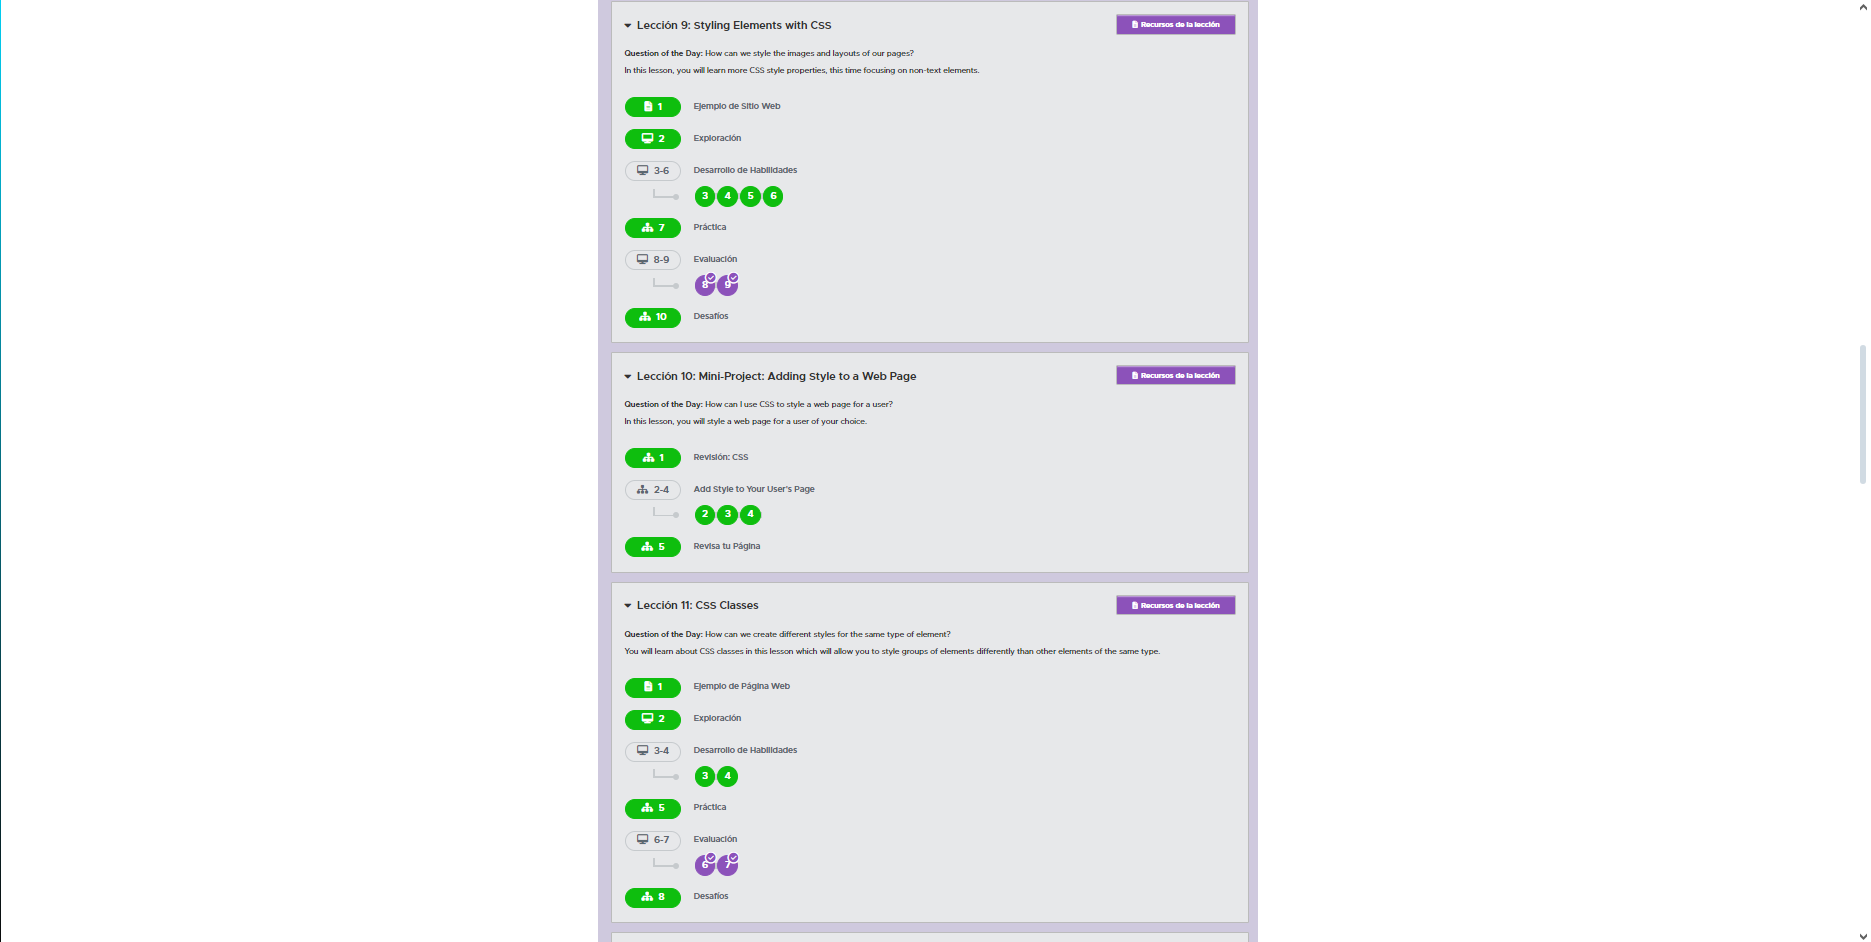 Lección 9: Styling Elements with CSS
Recursos de la lección
Question of the Day: How can we style the images and layouts of our pages?
In this lesson, you will learn more CSS style properties, this time focusing on non-text elements.
1 Ejemplo de Sitio Web
2 Exploración
3-6 Desarrollo de Habilidades
3 4 5 6
7 Práctica
8-9 Evaluación
8 9
10 Desafíos
Lección 10: Mini-Project: Adding Style to a Web Page
Recursos de la lección
Question of the Day: How can I use CSS to style a web page for a user?
In this lesson, you will style a web page for a user of your choice.
1 Revisión: CSS
2-4 Add Style to Your User's Page
2 3 4
5 Revisa tu Página
Lección 11: CSS Classes
Recursos de la lección
Question of the Day: How can we create different styles for the same type of element?
You will learn about CSS classes in this lesson which will allow you to style groups of elements differently than other elements of the same type.
1 Ejemplo de Página Web
2 Exploración
3-4 Desarrollo de Habilidades
3 4
5 Práctica
6-7 Evaluación
6 7
8 Desafíos